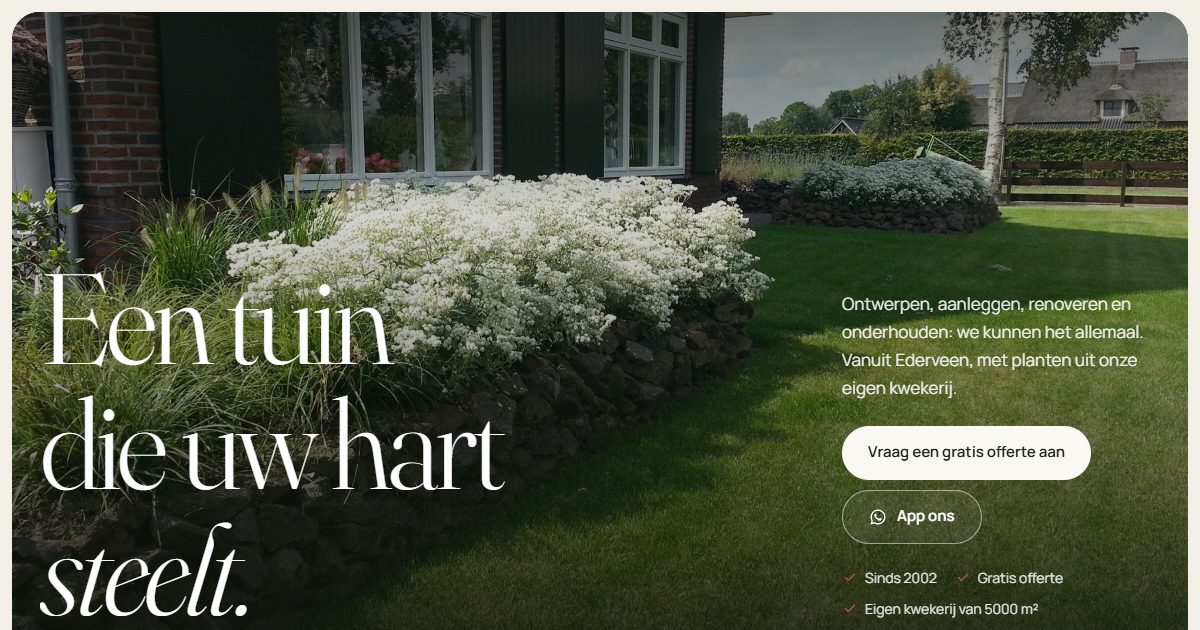 Een tuin
die uw hart
steelt.
Ontwerpen, aanleggen, renoveren en
onderhouden: we kunnen het allemaal.
Vanuit Ederveen, met planten uit onze
eigen kwekerij.
Vraag een gratis offerte aan
App ons
Sinds 2002 Gratis offerte
Eigen kwekerij van 5000 m²